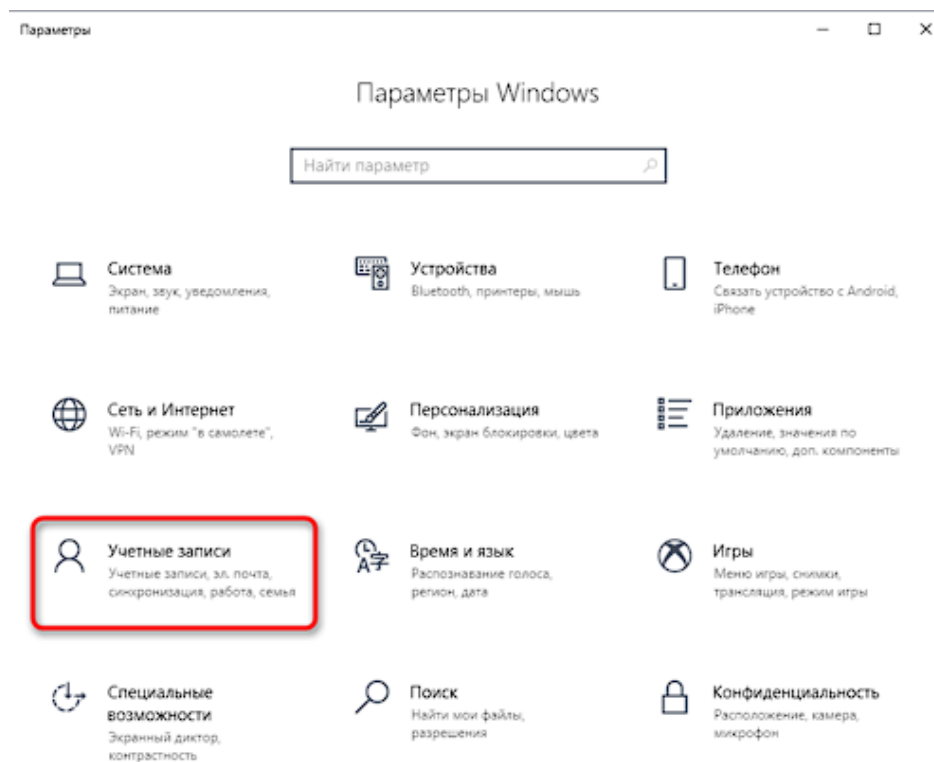 Параметры
Параметры Windows
Найти параметр
Система
Экран, звук, уведомления,
питание
Устройства
Bluetooth, принтеры, мышь
Телефон
Связать устройство с Android,
iPhone
Сеть и Интернет
Wi-Fi, режим "в самолете",
VPN
Персонализация
Фон, экран блокировки, цвета
Приложения
Удаление, значения по
умолчанию, доп. компоненты
Учетные записи
Учетные записи, эл. почта,
синхронизация, работа, семья
Время и язык
Распознавание голоса,
регион, дата
Игры
Меню игры, снимки,
трансляция, режим игры
Специальные
возможности
Экранный диктор,
контрастность
Поиск
Найти мои файлы,
разрешения
Конфиденциальность
Расположение, камера,
микрофон